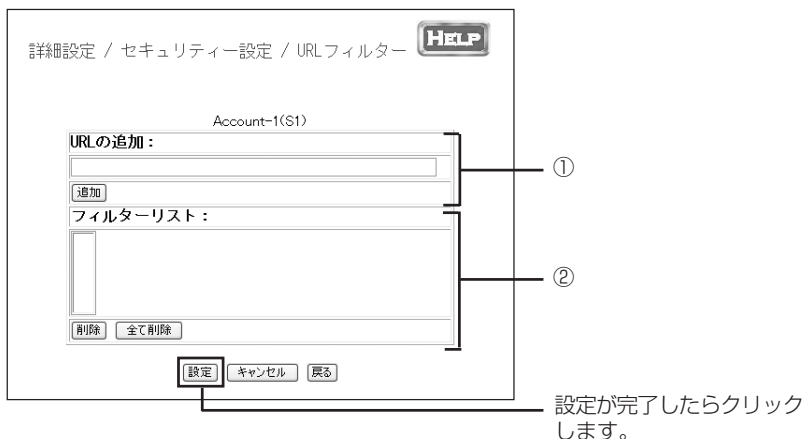 詳細設定 / セキュリティー設定 / URLフィルター
HELP
Account-1(S1)
URLの追加：
①
追加
フィルターリスト：
②
削除 全て削除
設定 キャンセル 戻る
設定が完了したらクリック
します。